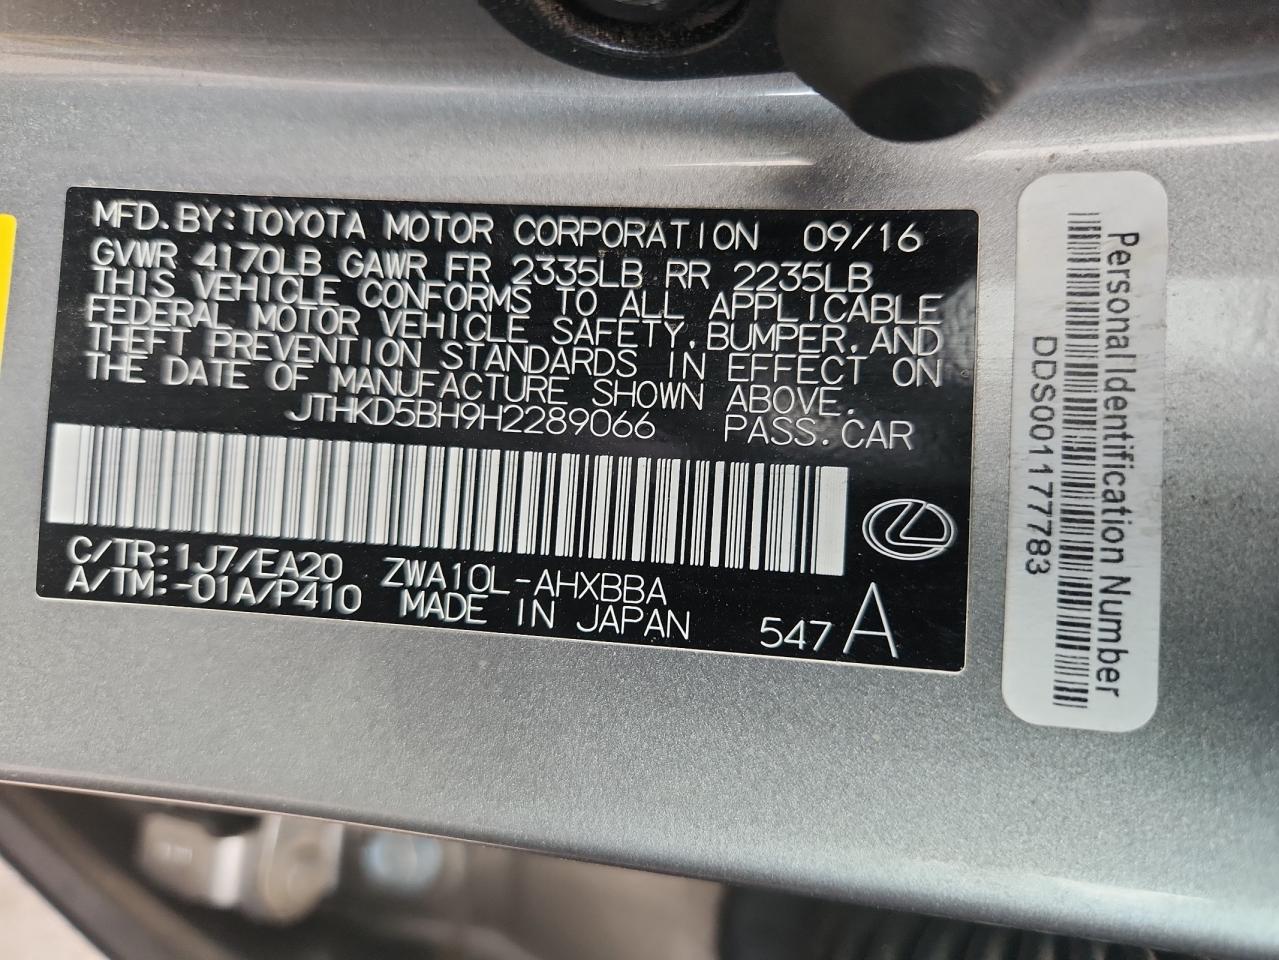 MFD.BY:TOYOTA MOTOR CORPORATION 09/16
GVWR 4170LB GAWR FR 2335LB RR 2235LB
THIS VEHICLE CONFORMS TO ALL APPLICABLE
FEDERAL MOTOR VEHICLE SAFETY,BUMPER,AND
THEFT PREVENTION STANDARDS IN EFFECT ON
THE DATE OF MANUFACTURE SHOWN ABOVE.
JTHKD5BH9H2289066 PASS.CAR
C/TR:1J7/EA20 ZWA10L-AHXBBA
A/TM:-01A/P410 MADE IN JAPAN
547 A
Personal Identification Number
DDS00117777783